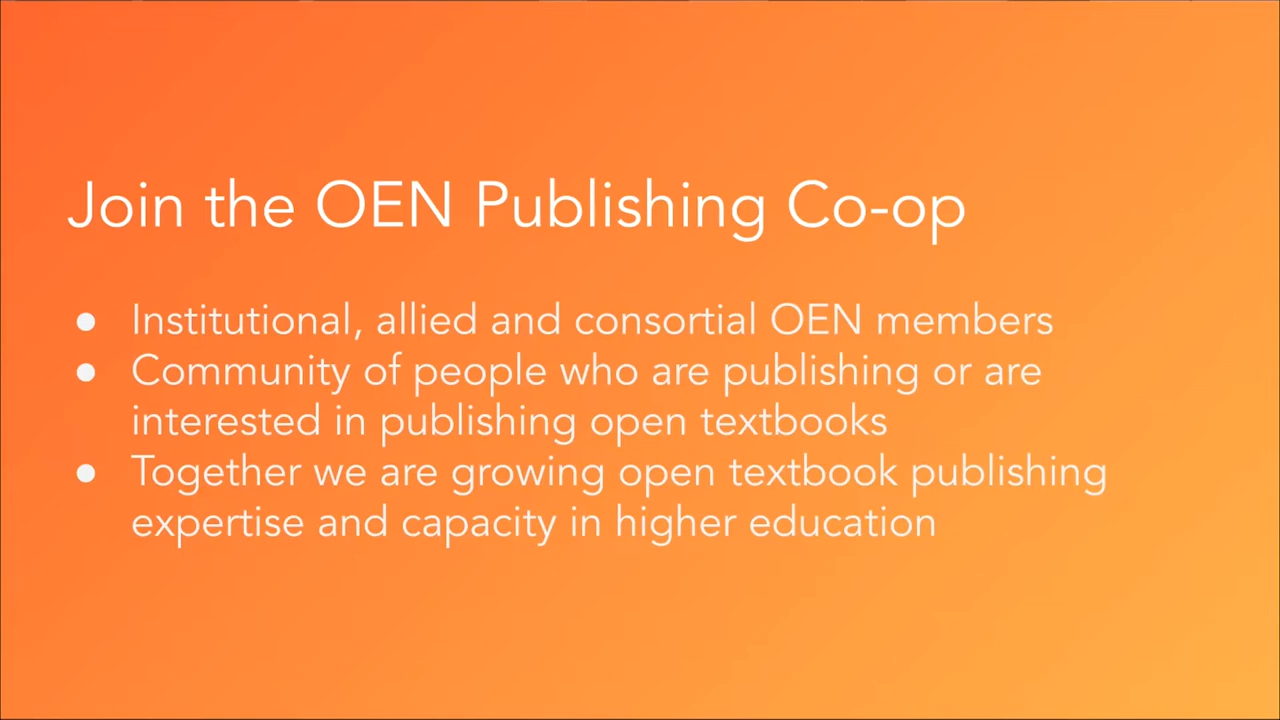 Join the OEN Publishing Co-op
● Institutional, allied and consortial OEN members
● Community of people who are publishing or are
interested in publishing open textbooks
● Together we are growing open textbook publishing
expertise and capacity in higher education